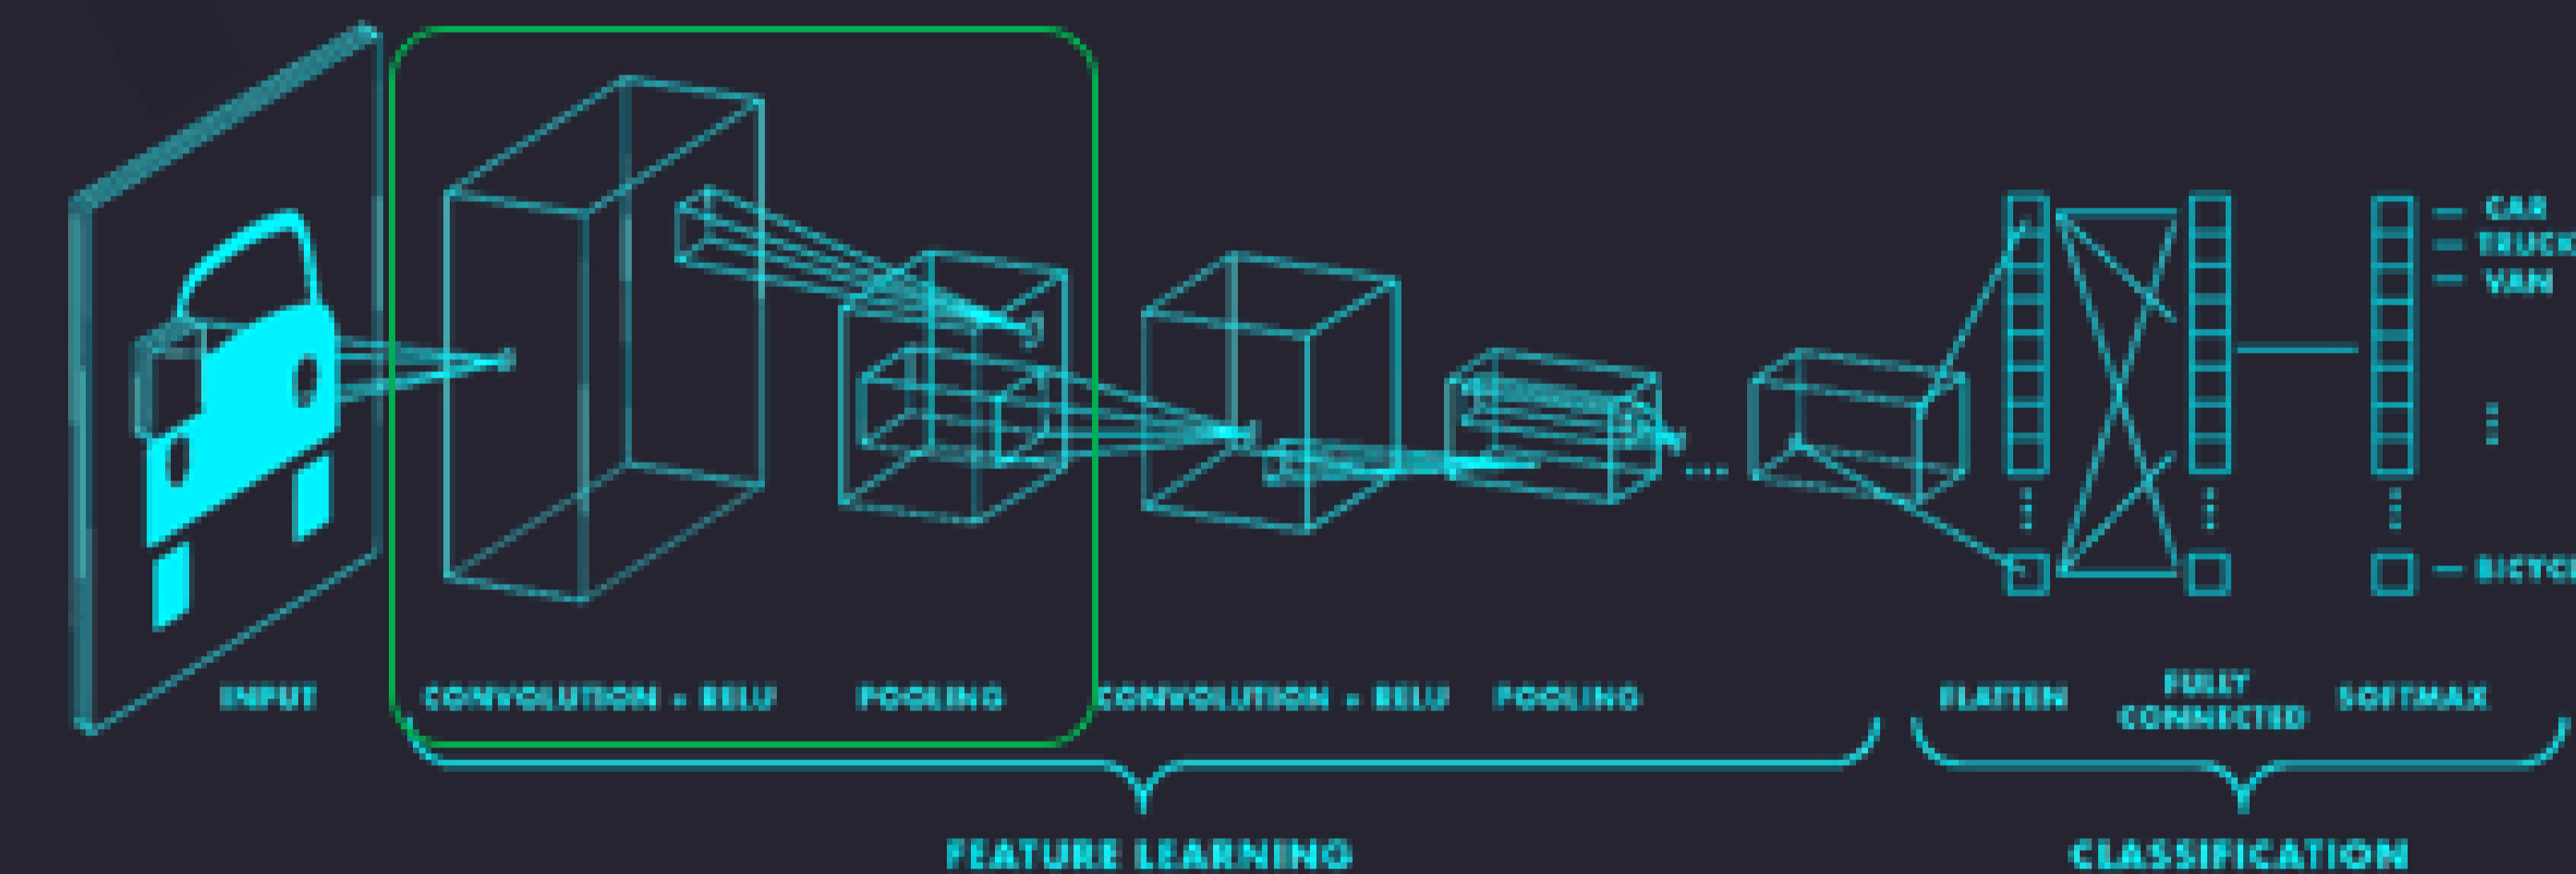 CAR
TRUCK
VAN
INPUT
CONVOLUTION + RELU
POOLING
CONVOLUTION + RELU
POOLING
FLATTEN
FULLY
CONNECTED
SOFTMAX
FEATURE LEARNING
CLASSIFICATION